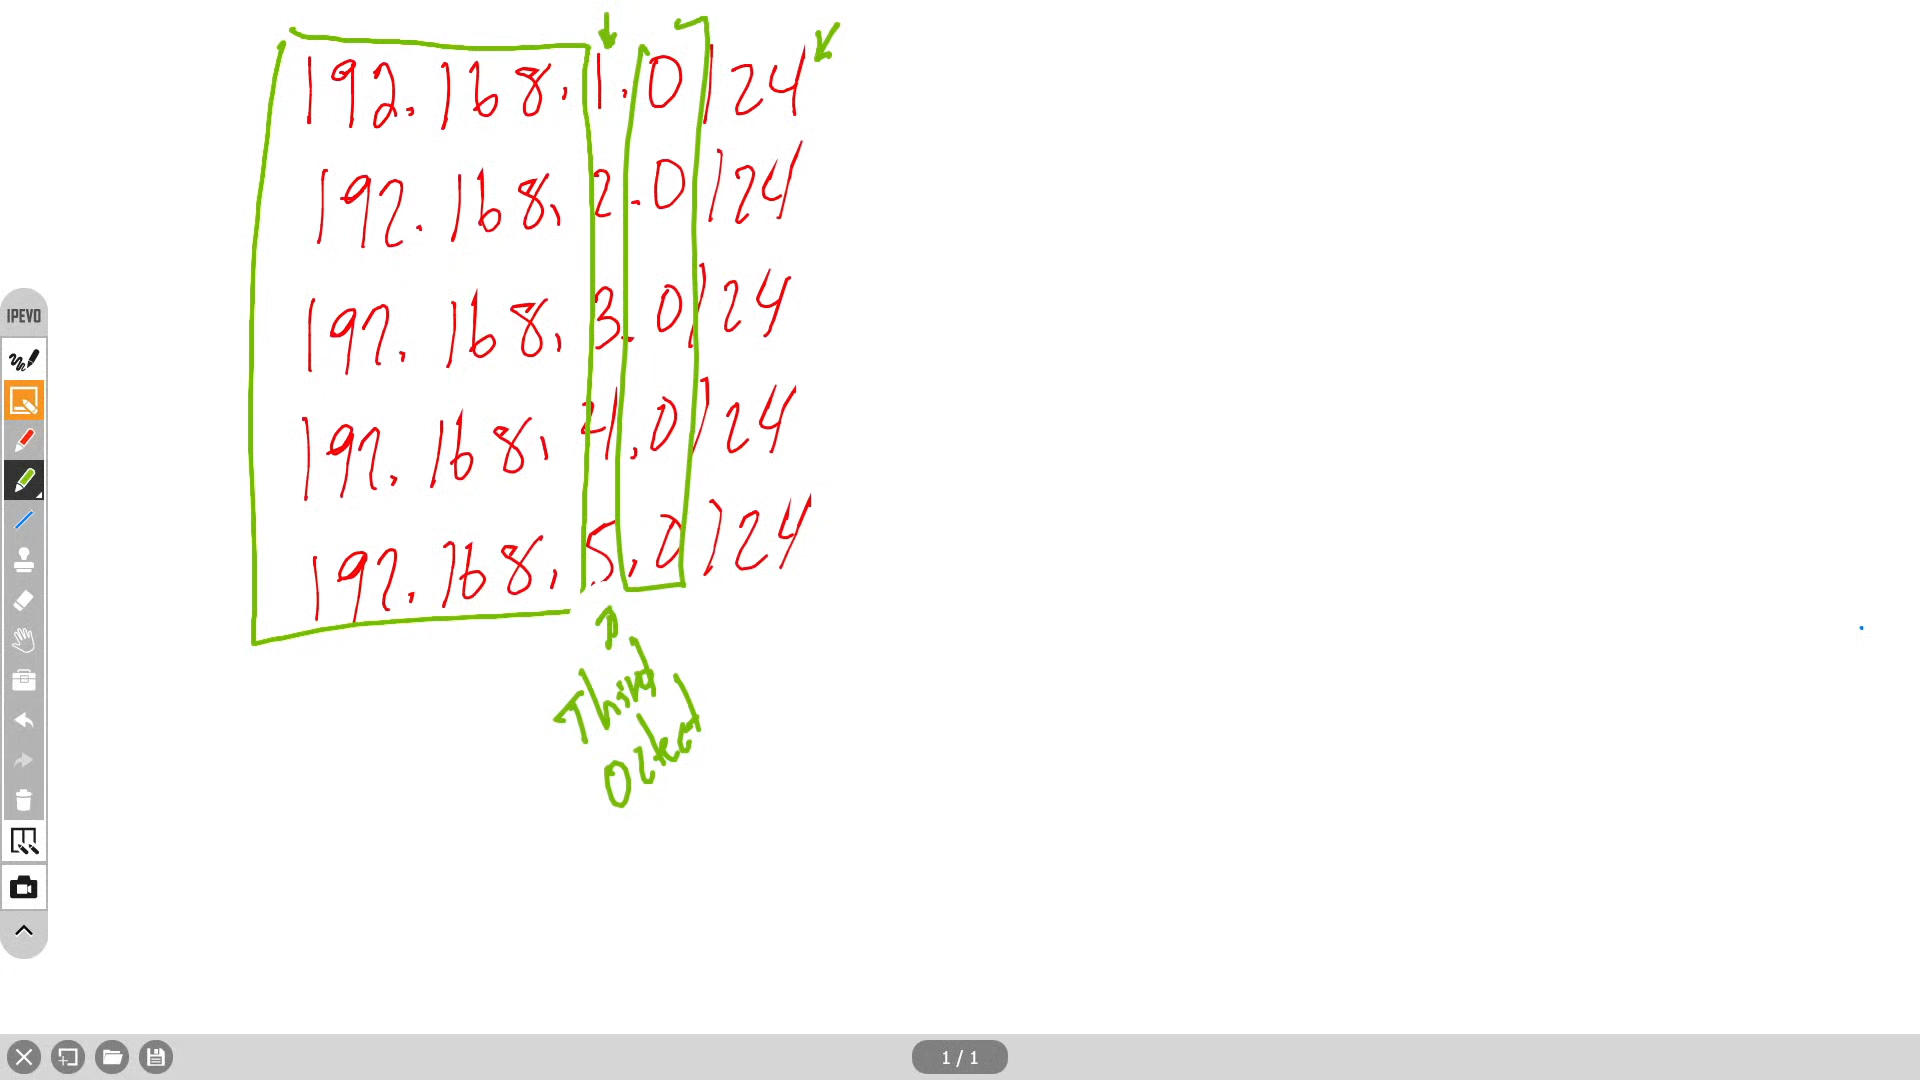 192.168.1.0/24
192.168.2.0/24
192.168.3.0/24
192.168.4.0/24
192.168.5.0/24
Third
Octect
IPEVO
1 / 1